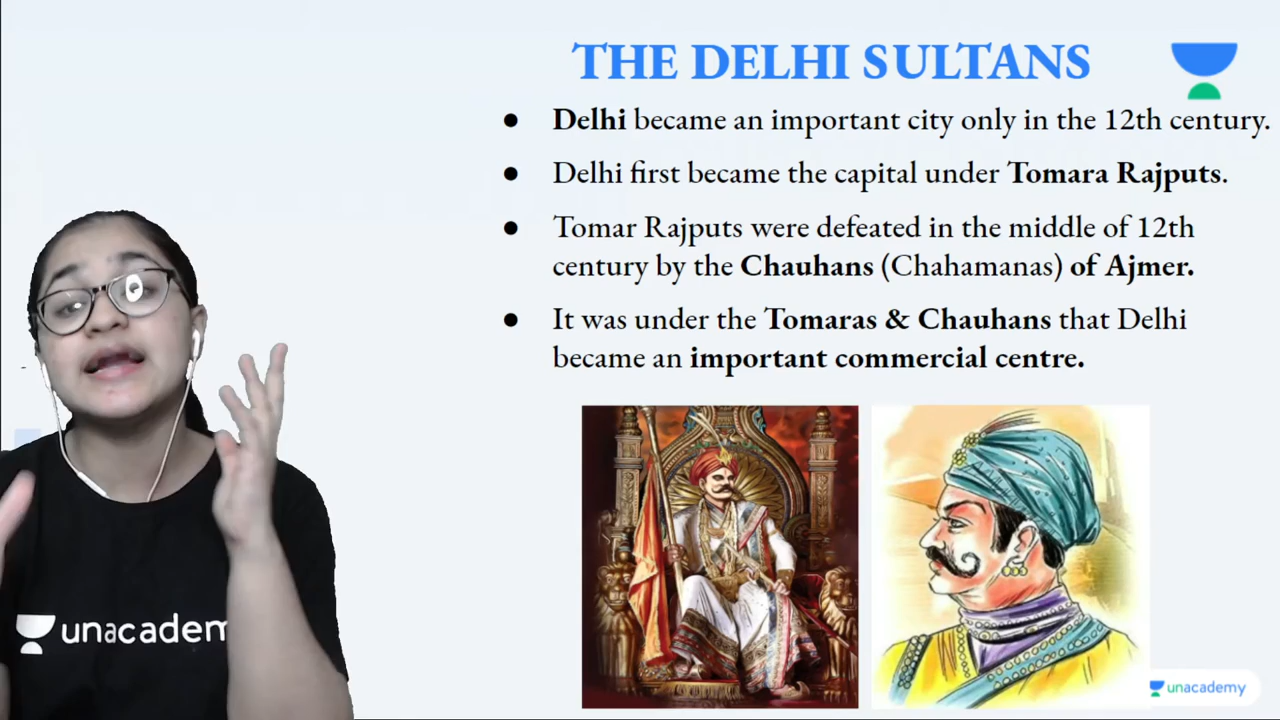 THE DELHI SULTANS
● Delhi became an important city only in the 12th century.
● Delhi first became the capital under Tomara Rajputs.
● Tomar Rajputs were defeated in the middle of 12th
century by the Chauhans (Chahamanas) of Ajmer.
● It was under the Tomaras & Chauhans that Delhi
became an important commercial centre.
unacadem
unacademy